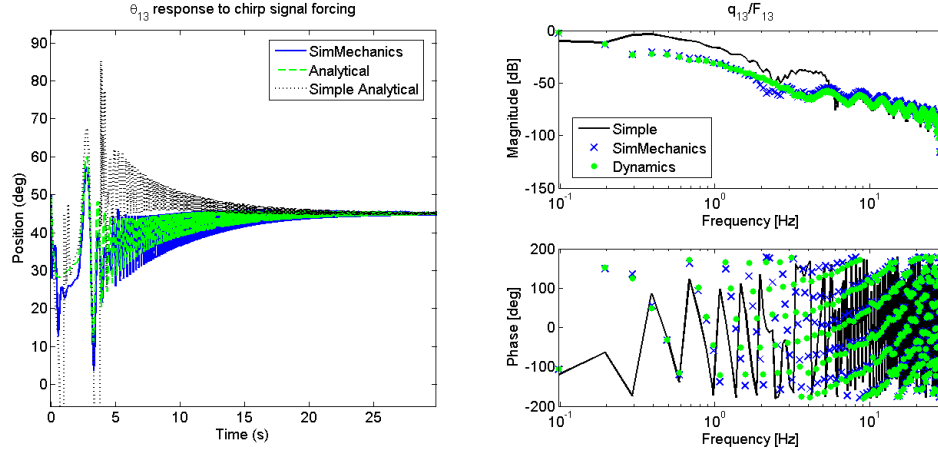 θ13 response to chirp signal forcing
SimMechanics
Analytical
Simple Analytical
Position (deg)
90
80
70
60
50
40
30
20
10
0
0 5 10 15 20 25
Time (s)
q13/F13
Magnitude [dB]
0
-50
-100
-150
Simple
SimMechanics
Dynamics
10-1 100 101
Frequency [Hz]
Phase [deg]
200
100
0
-100
-200
10-1 100 101
Frequency [Hz]